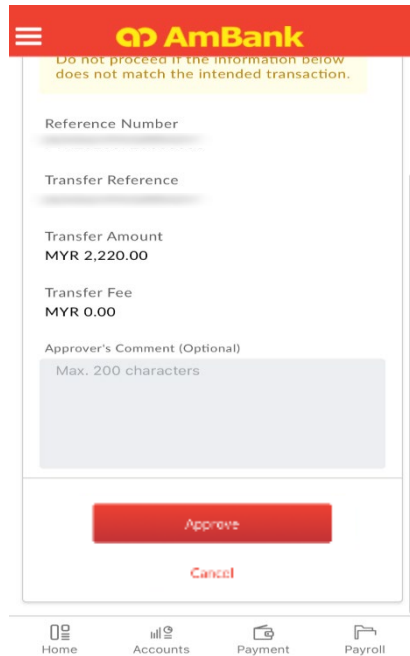 AmBank
Do not proceed if the information below
does not match the intended transaction.
Reference Number
Transfer Reference
Transfer Amount
MYR 2,220.00
Transfer Fee
MYR 0.00
Approver's Comment (Optional)
Max. 200 characters
Approve
Cancel
Home Accounts Payment Payroll